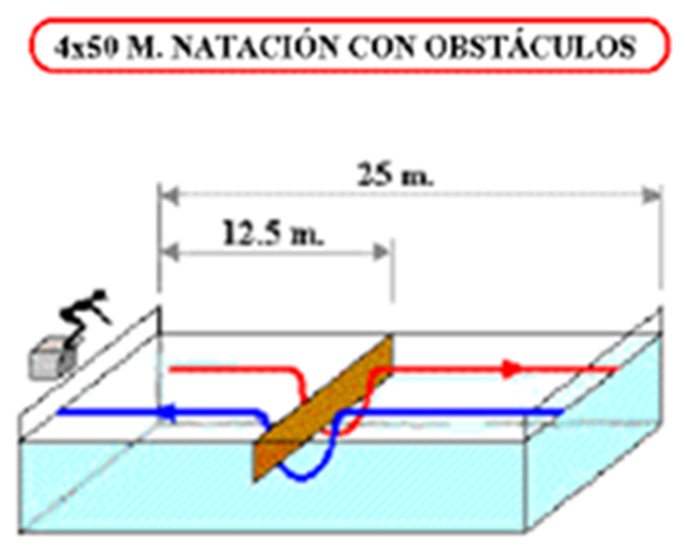 4x50 M. NATACIÓN CON OBSTÁCULOS
25 m.
12.5 m.